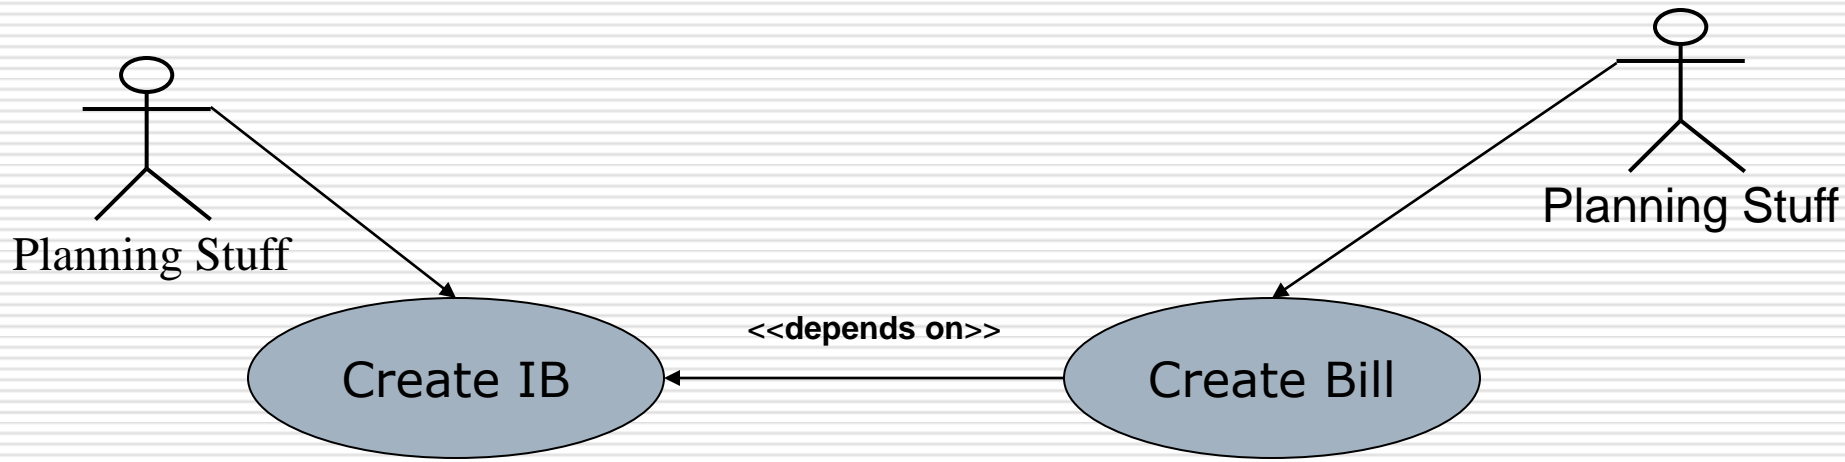 Planning Stuff
Planning Stuff
<<depends on>>
Create IB
Create Bill